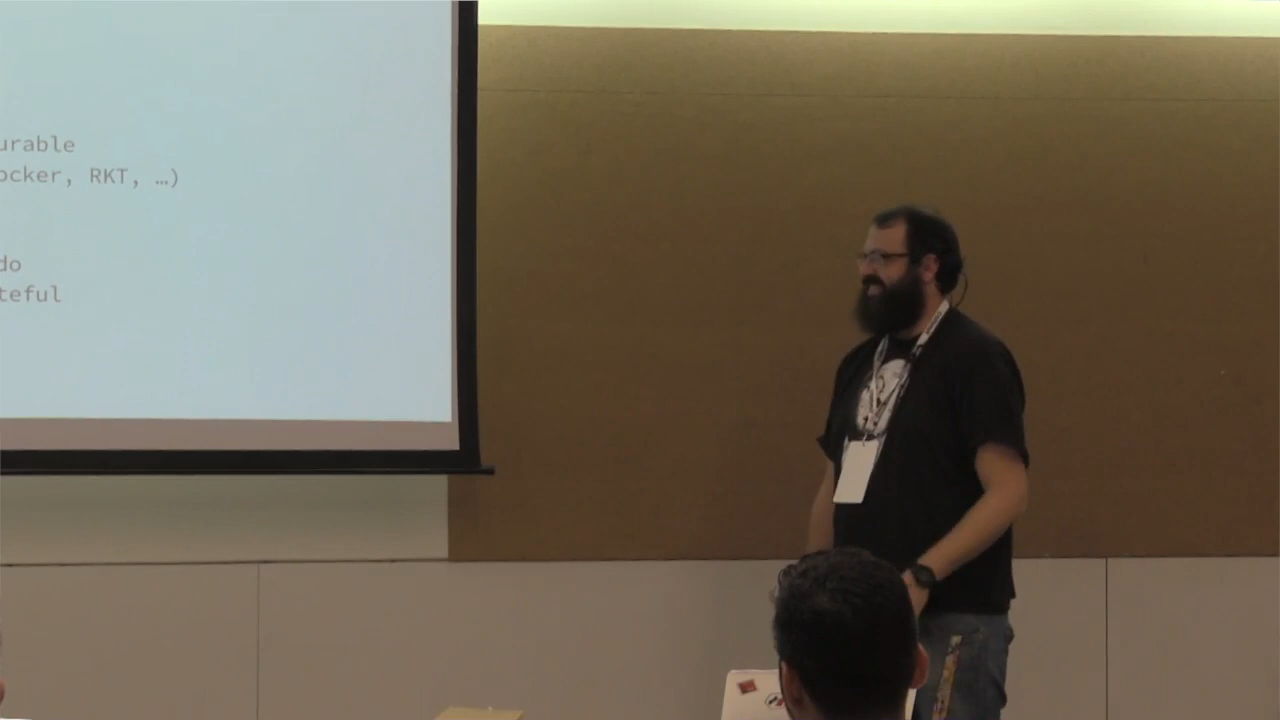 urable
ocker, RKT, …)
do
teful